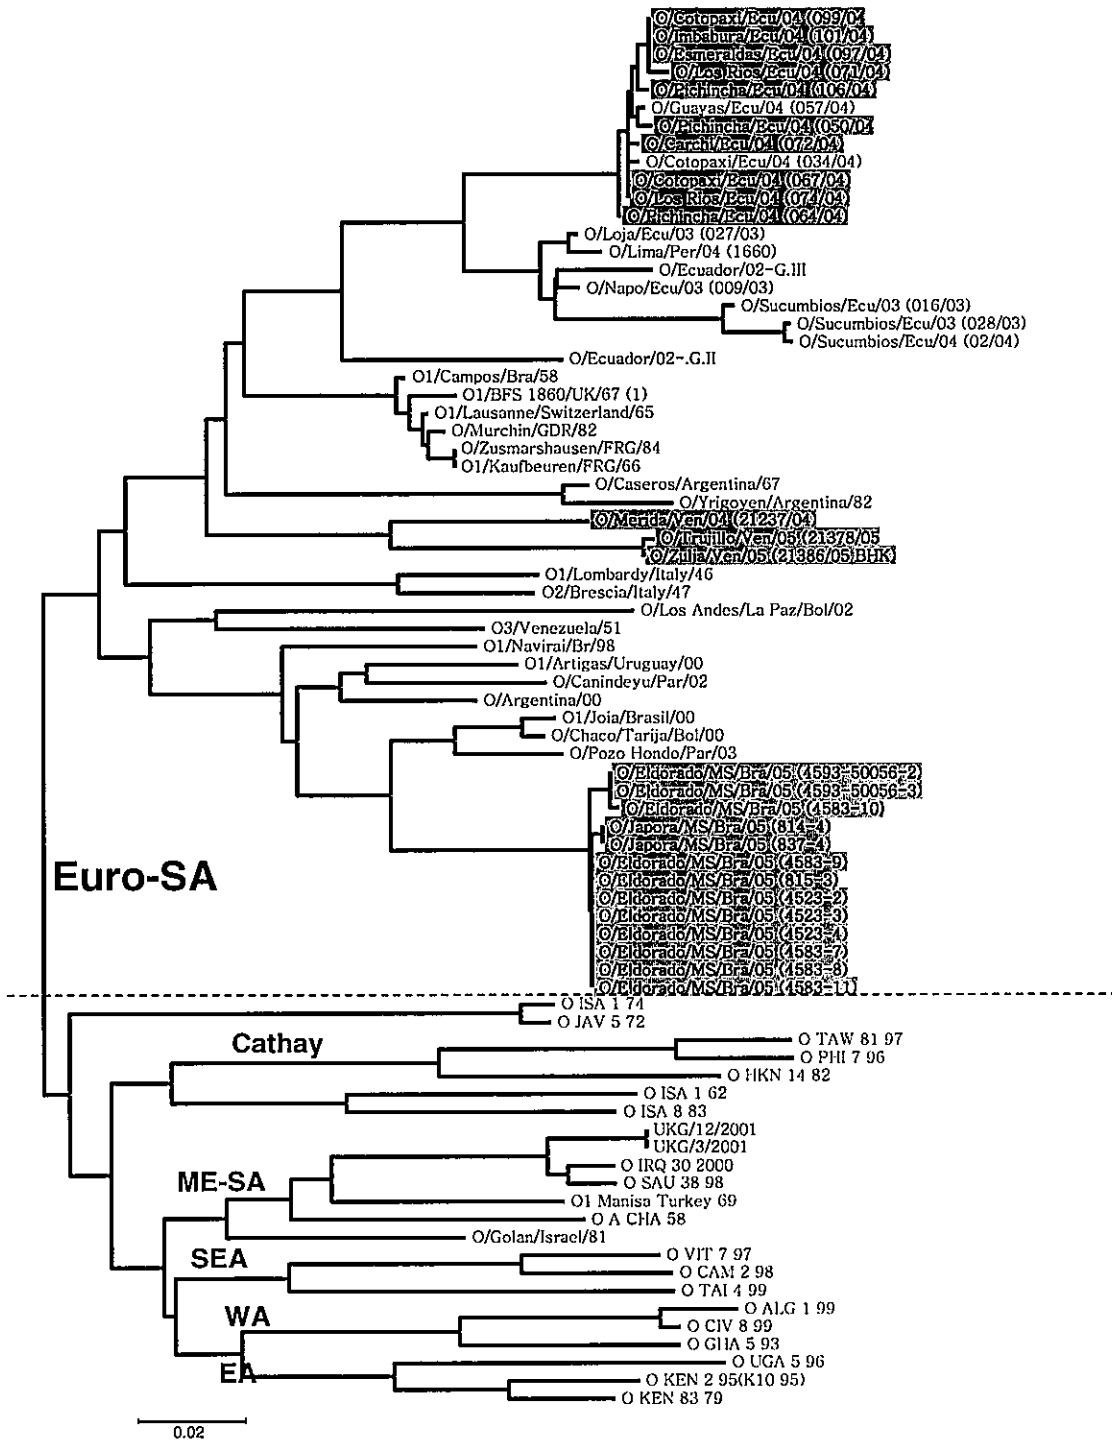 O/Cotopaxi/Ecu/04 (099/04
O/Imbabura/Ecu/04 (101/04)
O/Esmeraldas/Ecu/04 (097/04)
O/Los Rios/Ecu/04 (071/04)
O/Pichincha/Ecu/04 (106/04)
O/Guayas/Ecu/04 (057/04)
O/Pichincha/Ecu/04 (050/04
O/Carchi/Ecu/04 (072/04)
O/Cotopaxi/Ecu/04 (034/04)
O/Cotopaxi/Ecu/04 (067/04)
O/Los Rios/Ecu/04 (074/04)
O/Pichincha/Ecu/04 (064/04)
O/Loja/Ecu/03 (027/03)
O/Lima/Per/04 (1660)
O/Ecuador/02-G.III
O/Napo/Ecu/03 (009/03)
O/Sucumbios/Ecu/03 (016/03)
O/Sucumbios/Ecu/03 (028/03)
O/Sucumbios/Ecu/04 (02/04)
O/Ecuador/02-.G.II
O1/Campos/Bra/58
O1/BFS 1860/UK/67 (1)
O1/Lausanne/Switzerland/65
O/Murchin/GDR/82
O/Zusmarshausen/FRG/84
O1/Kaufbeuren/FRG/66
O/Caseros/Argentina/67
O/Yrigoyen/Argentina/82
O/Merida/Ven/04 (21237/04)
O/Trujillo/Ven/05 (21378/05
O/Zulia/Ven/05 (21386/05 BHK)
O1/Lombardy/Italy/46
O2/Brescia/Italy/47
O/Los Andes/La Paz/Bol/02
O3/Venezuela/51
O1/Navirai/Br/98
O1/Artigas/Uruguay/00
O/Canindeyu/Par/02
O/Argentina/00
O1/Joia/Brasil/00
O/Chaco/Tarija/Bol/00
O/Pozo Hondo/Par/03
O/Eldorado/MS/Bra/05 (4593-50056-2)
O/Eldorado/MS/Bra/05 (4593-50056-3)
O/Eldorado/MS/Bra/05 (4583-10)
O/Japora/MS/Bra/05 (814-4)
O/Japora/MS/Bra/05 (837-4)
O/Eldorado/MS/Bra/05 (4583-9)
Euro-SA
O/Eldorado/MS/Bra/05 (815-3)
O/Eldorado/MS/Bra/05 (4523-2)
O/Eldorado/MS/Bra/05 (4523-3)
O/Eldorado/MS/Bra/05 (4523-4)
O/Eldorado/MS/Bra/05 (4583-7)
O/Eldorado/MS/Bra/05 (4583-8)
O/Eldorado/MS/Bra/05 (4583-11)
O ISA 1 74
O JAV 5 72
Cathay
O TAW 81 97
O PHI 7 96
O HKN 14 82
O ISA 1 62
O ISA 8 83
UKG/12/2001
UKG/3/2001
O IRQ 30 2000
ME-SA
O SAU 38 98
O1 Manisa Turkey 69
O A CHA 58
O/Golan/Israel/81
SEA
O VIT 7 97
O CAM 2 98
O TAI 4 99
WA
O ALG 1 99
O CIV 8 99
O GHA 5 93
O UGA 5 96
EA
O KEN 2 95(K10 95)
O KEN 83 79
0.02